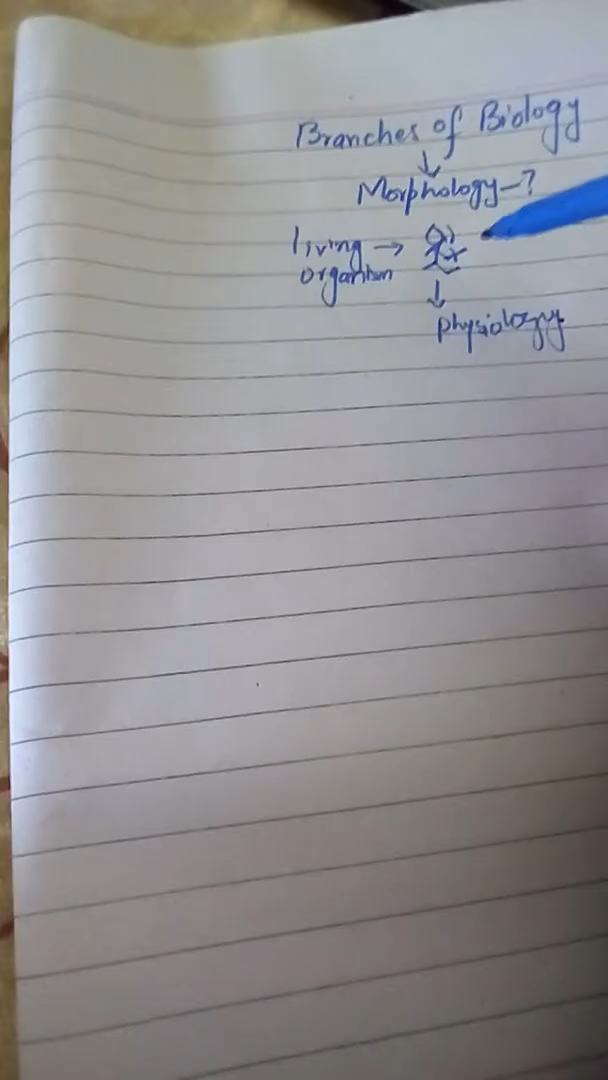 Branches of Biology
↓
Morphology-?
living →
organism
↓
physiology